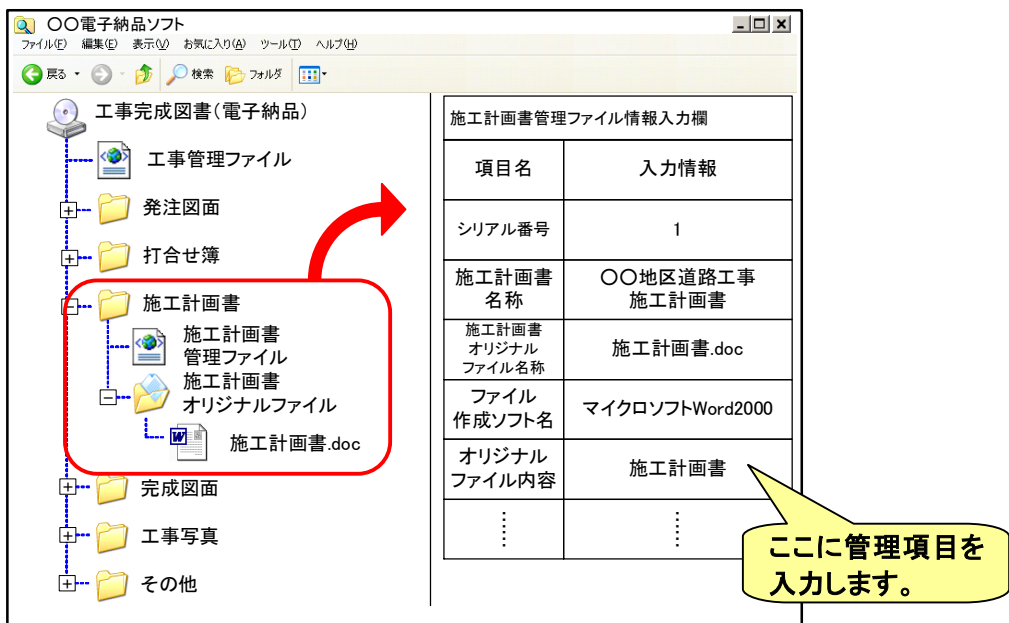 〇〇電子納品ソフト
ファイル(F) 編集(E) 表示(V) お気に入り(A) ツール(T) ヘルプ(H)
戻る 検索 フォルダ
工事完成図書(電子納品)
工事管理ファイル
発注図面
打合せ簿
施工計画書
施工計画書
管理ファイル
施工計画書
オリジナルファイル
施工計画書.doc
完成図面
工事写真
その他
施工計画書管理ファイル情報入力欄
項目名 入力情報
シリアル番号 1
施工計画書
名称
〇〇地区道路工事
施工計画書
施工計画書
オリジナル
ファイル名称
施工計画書.doc
ファイル
作成ソフト名
マイクロソフトWord2000
オリジナル
ファイル内容
施工計画書
ここに管理項目を
入力します。